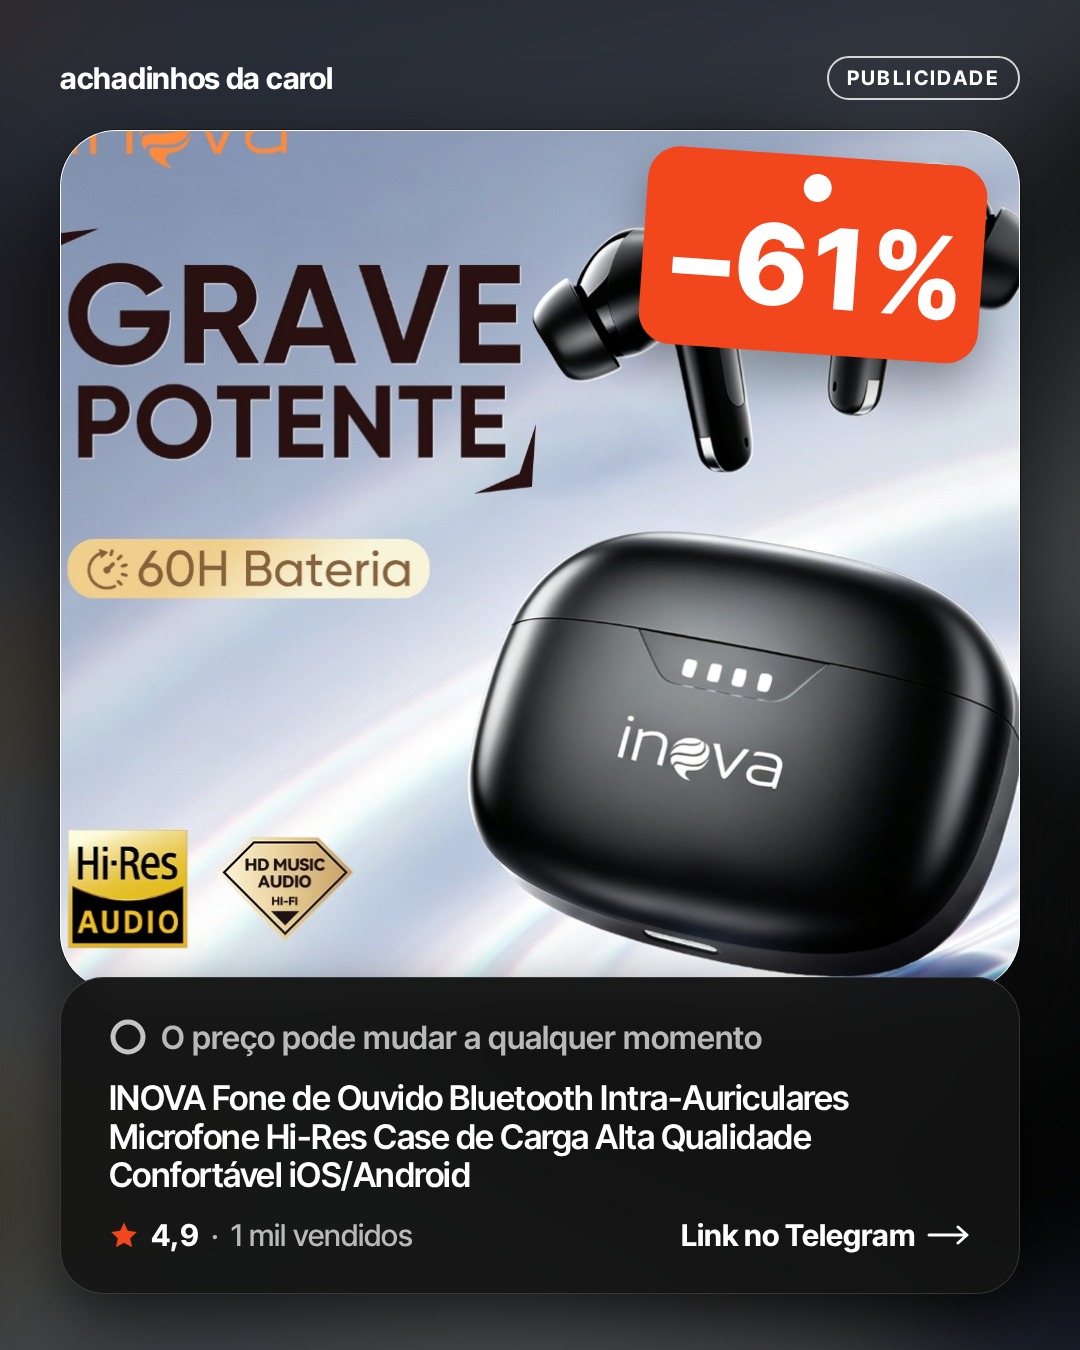 achadinhos da carol
PUBLICIDADE
inova
–61%
GRAVE
POTENTE
60H Bateria
inova
Hi-Res
AUDIO
HD MUSIC
AUDIO
HI-FI
O preço pode mudar a qualquer momento
INOVA Fone de Ouvido Bluetooth Intra-Auriculares
Microfone Hi-Res Case de Carga Alta Qualidade
Confortável iOS/Android
4,9 · 1 mil vendidos
Link no Telegram →